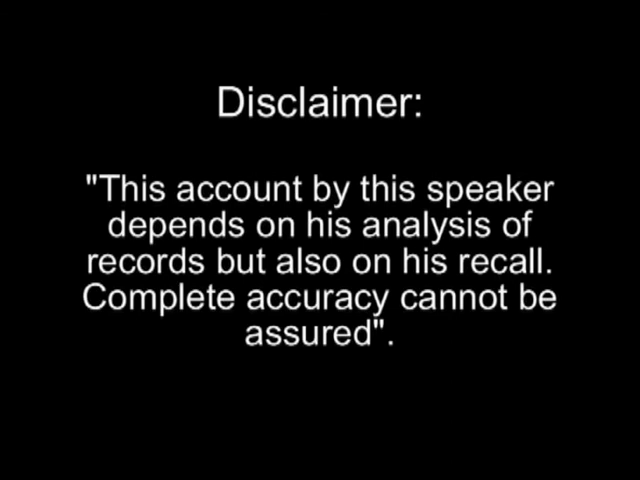 Disclaimer:
"This account by this speaker
depends on his analysis of
records but also on his recall.
Complete accuracy cannot be
assured".